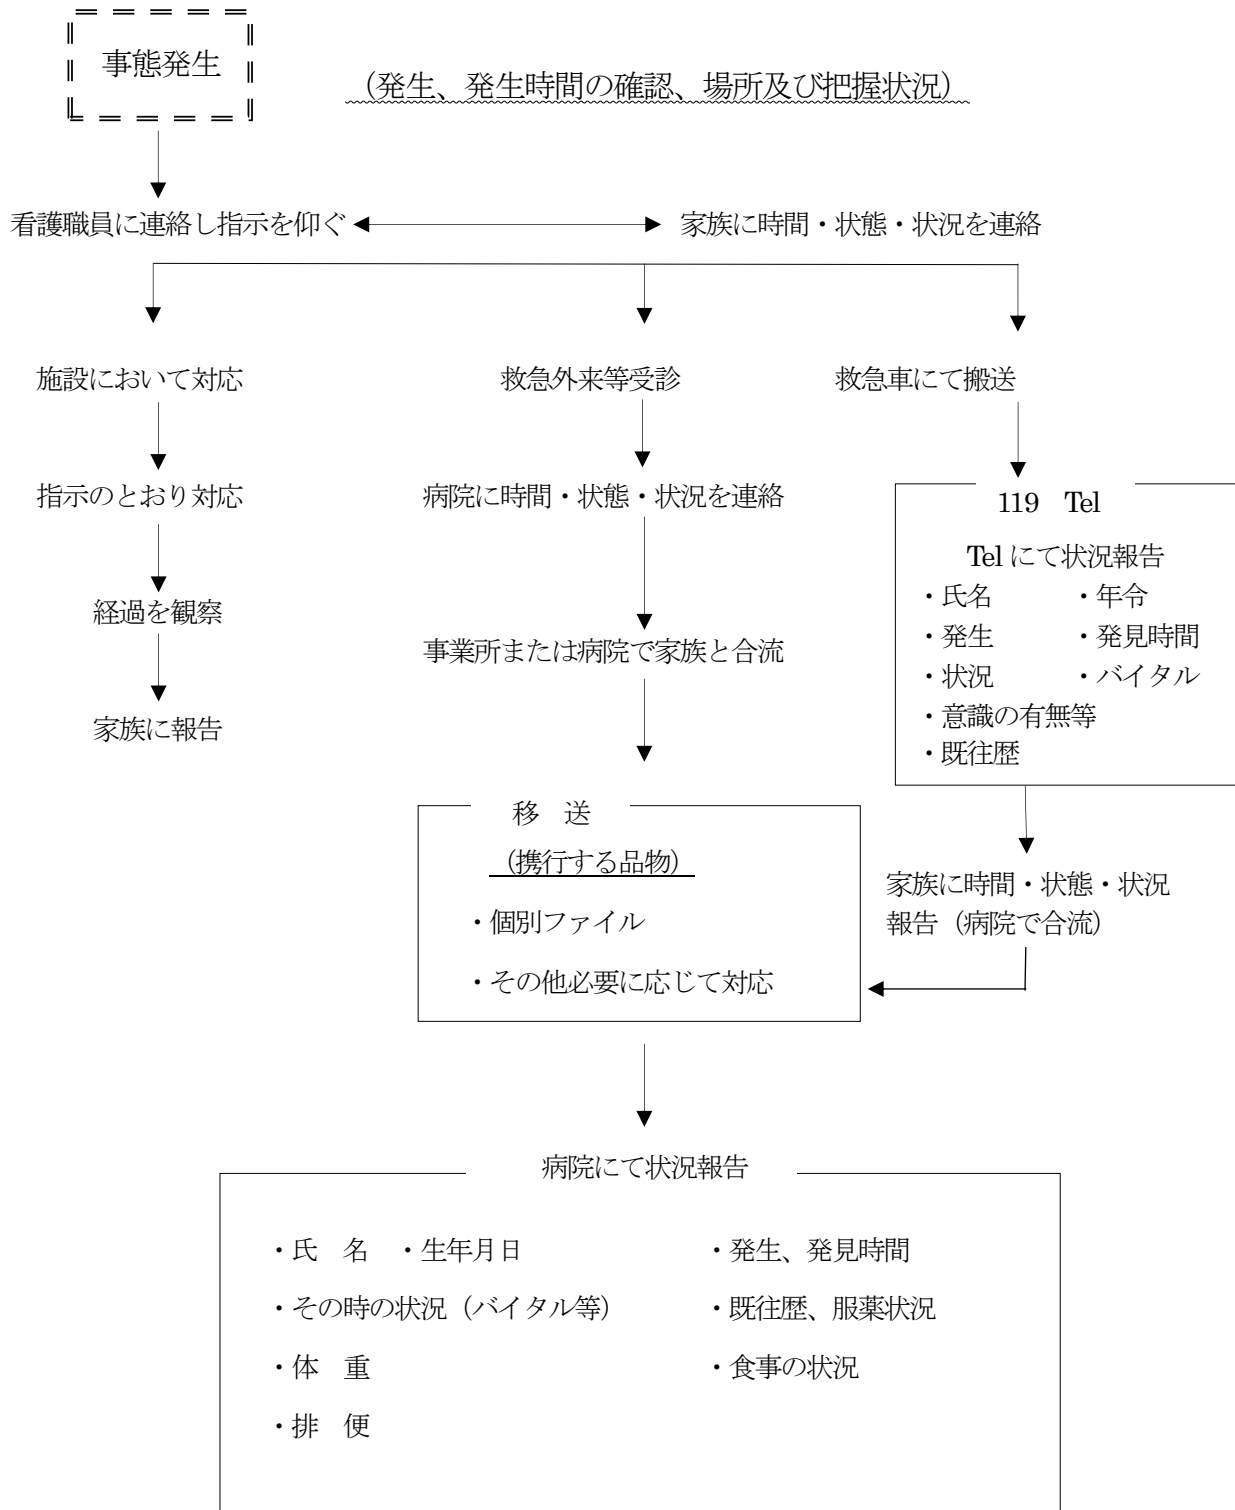 事態発生
(発生、発生時間の確認、場所及び把握状況)
看護職員に連絡し指示を仰ぐ
家族に時間・状態・状況を連絡
施設において対応
救急外来等受診
救急車にて搬送
指示のとおり対応
病院に時間・状態・状況を連絡
経過を観察
事業所または病院で家族と合流
家族に報告
119 Tel
Tel にて状況報告
・氏名 ・年令
・発生 ・発見時間
・状況 ・バイタル
・意識の有無等
・既往歴
家族に時間・状態・状況
報告（病院で合流）
移 送
(携行する品物)
・個別ファイル
・その他必要に応じて対応
病院にて状況報告
・氏 名 ・生年月日 ・発生、発見時間
・その時の状況（バイタル等） ・既往歴、服薬状況
・体 重 ・食事の状況
・排 便